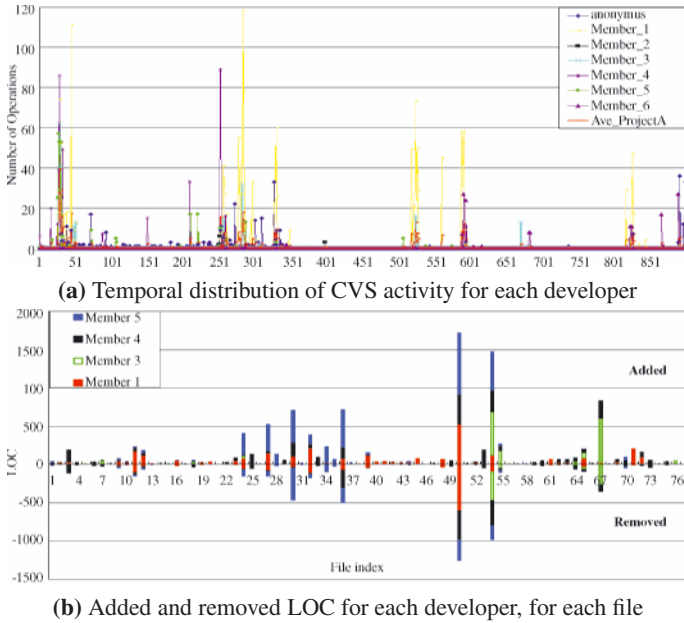 120
100
80
60
40
20
0
Number of Operations
anonymus
Member_1
Member_2
Member_3
Member_4
Member_5
Member_6
Ave_ProjectA
1 51 101 151 201 251 301 351 401 451 501 551 601 651 701 751 801 851
(a) Temporal distribution of CVS activity for each developer
2000
1500
1000
500
0
-500
-1000
-1500
LOC
Member 5
Member 4
Member 3
Member 1
Added
1 4 7 10 13 16 19 22 25 28 31 34 37 40 43 46 49 52 55 58 61 64 67 70 73 76
Removed
File index
(b) Added and removed LOC for each developer, for each file